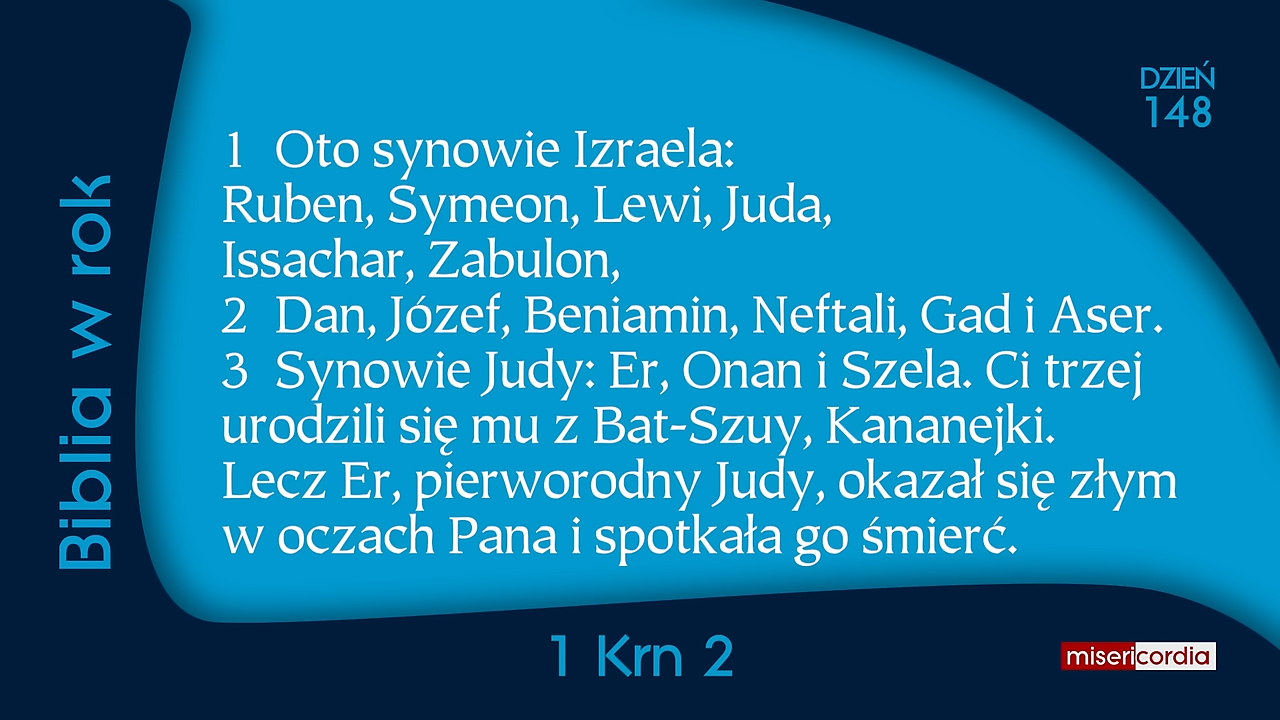 DZIEŃ
148
1 Oto synowie Izraela:
Ruben, Symeon, Lewi, Juda,
Issachar, Zabulon,
2 Dan, Józef, Beniamin, Neftali, Gad i Aser.
3 Synowie Judy: Er, Onan i Szela. Ci trzej
urodzili się mu z Bat-Szuy, Kananejki.
Lecz Er, pierworodny Judy, okazał się złym
w oczach Pana i spotkała go śmierć.
Biblia w rok
1 Krn 2
misericordia